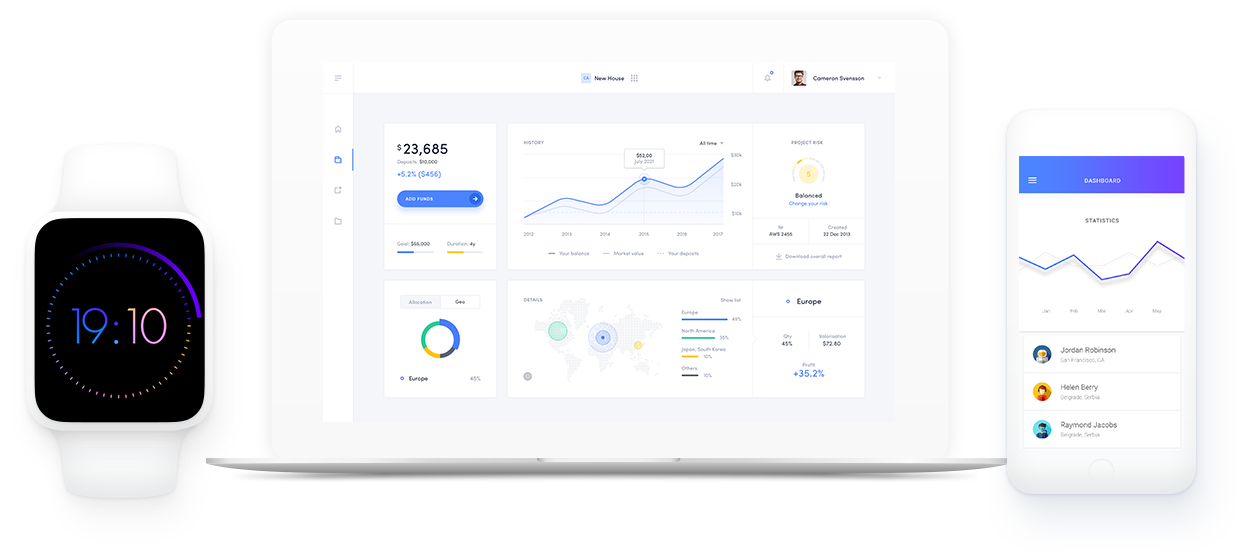 19:10
CA New House
Cameron Svensson
$23,685
Deposits: $10,000
+5.2% ($456)
ADD FUNDS
Goal: $55,000
Duration: 4y
HISTORY
All time
$52,00
July 2021
$30k
$20k
$10k
2012 2013 2014 2015 2016 2017
Your balance Market value Your deposits
PROJECT RISK
5
Balanced
Change your risk
Nr
AWS 2455
Created
22 Dec 2013
Download overall report
Allocation Geo
Europe 45%
DETAILS
Show list
Europe
45%
North America
35%
Japan, South Korea
10%
Others
10%
Europe
Qty
45%
Valorisation
$72,80
Profit
+35.2%
DASHBOARD
STATISTICS
Jan Feb Mar Apr May
Jordan Robinson
San Francisco, CA
Helen Berry
Belgrade, Serbia
Raymond Jacobs
Belgrade, Serbia